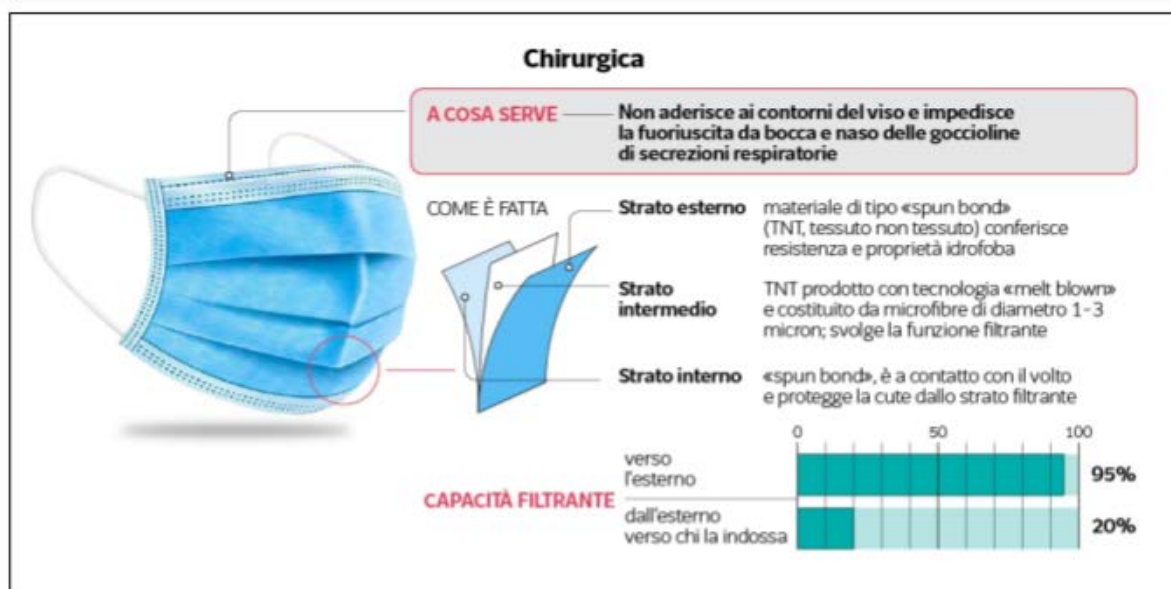 Chirurgica
A COSA SERVE
Non aderisce ai contorni del viso e impedisce
la fuoriuscita da bocca e naso delle goccioline
di secrezioni respiratorie
COME È FATTA
Strato esterno
materiale di tipo «spun bond»
(TNT, tessuto non tessuto) conferisce
resistenza e proprietà idrofoba
Strato
intermedio
TNT prodotto con tecnologia «melt blown»
e costituito da microfibre di diametro 1-3
micron; svolge la funzione filtrante
Strato interno
«spun bond», è a contatto con il volto
e protegge la cute dallo strato filtrante
CAPACITÀ FILTRANTE
0 50 100
verso
l'esterno
95%
dall'esterno
verso chi la indossa
20%